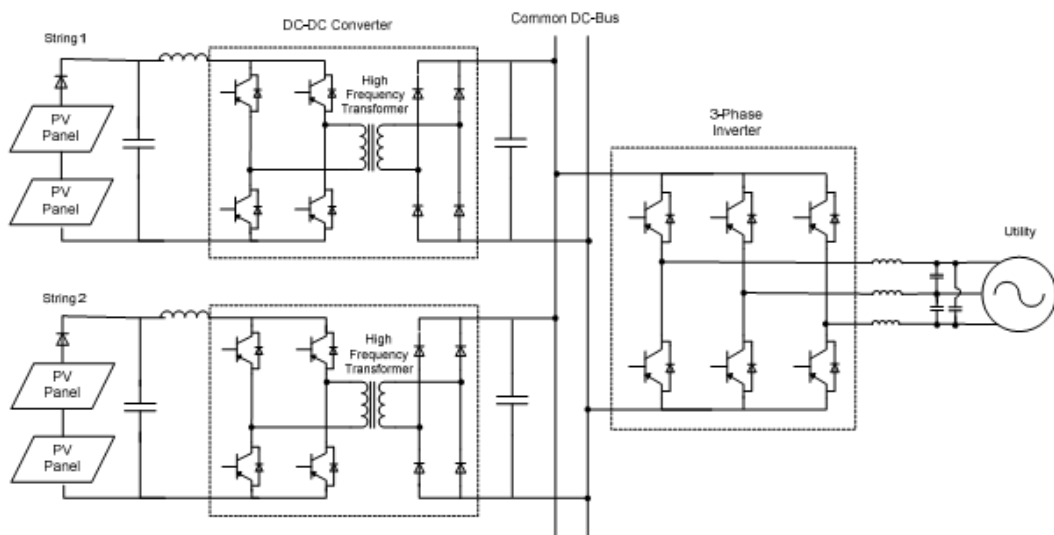 DC-DC Converter
Common DC-Bus
String 1
High
Frequency
Transformer
PV
Panel
PV
Panel
3-Phase
Inverter
Utility
String 2
High
Frequency
Transformer
PV
Panel
PV
Panel